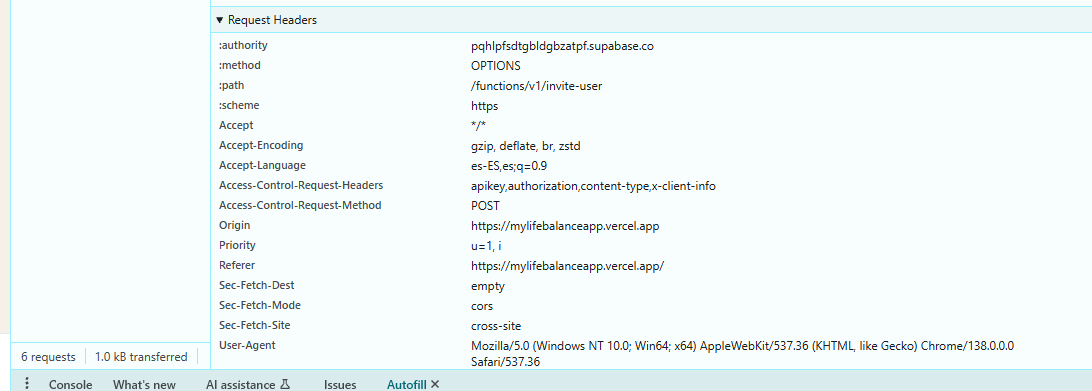 Request Headers
:authority pqhlpfsdtgbldgbzatpf.supabase.co
:method OPTIONS
:path /functions/v1/invite-user
:scheme https
Accept */*
Accept-Encoding gzip, deflate, br, zstd
Accept-Language es-ES,es;q=0.9
Access-Control-Request-Headers apikey,authorization,content-type,x-client-info
Access-Control-Request-Method POST
Origin https://mylifebalanceapp.vercel.app
Priority u=1, i
Referer https://mylifebalanceapp.vercel.app/
Sec-Fetch-Dest empty
Sec-Fetch-Mode cors
Sec-Fetch-Site cross-site
User-Agent Mozilla/5.0 (Windows NT 10.0; Win64; x64) AppleWebKit/537.36 (KHTML, like Gecko) Chrome/138.0.0.0
Safari/537.36
6 requests 1.0 kB transferred
Console What's new AI assistance Issues Autofill